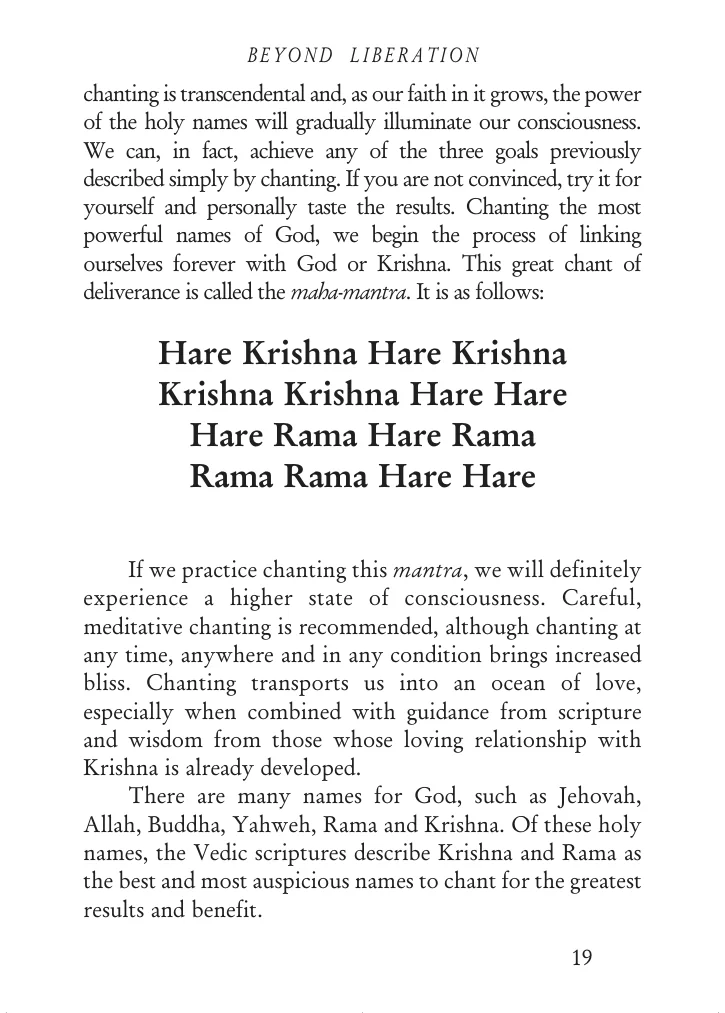 BEYOND LIBERATION
chanting is transcendental and, as our faith in it grows, the power
of the holy names will gradually illuminate our consciousness.
We can, in fact, achieve any of the three goals previously
described simply by chanting. If you are not convinced, try it for
yourself and personally taste the results. Chanting the most
powerful names of God, we begin the process of linking
ourselves forever with God or Krishna. This great chant of
deliverance is called the maha-mantra. It is as follows:
Hare Krishna Hare Krishna
Krishna Krishna Hare Hare
Hare Rama Hare Rama
Rama Rama Hare Hare
If we practice chanting this mantra, we will definitely
experience a higher state of consciousness. Careful,
meditative chanting is recommended, although chanting at
any time, anywhere and in any condition brings increased
bliss. Chanting transports us into an ocean of love,
especially when combined with guidance from scripture
and wisdom from those whose loving relationship with
Krishna is already developed.
There are many names for God, such as Jehovah,
Allah, Buddha, Yahweh, Rama and Krishna. Of these holy
names, the Vedic scriptures describe Krishna and Rama as
the best and most auspicious names to chant for the greatest
results and benefit.
19